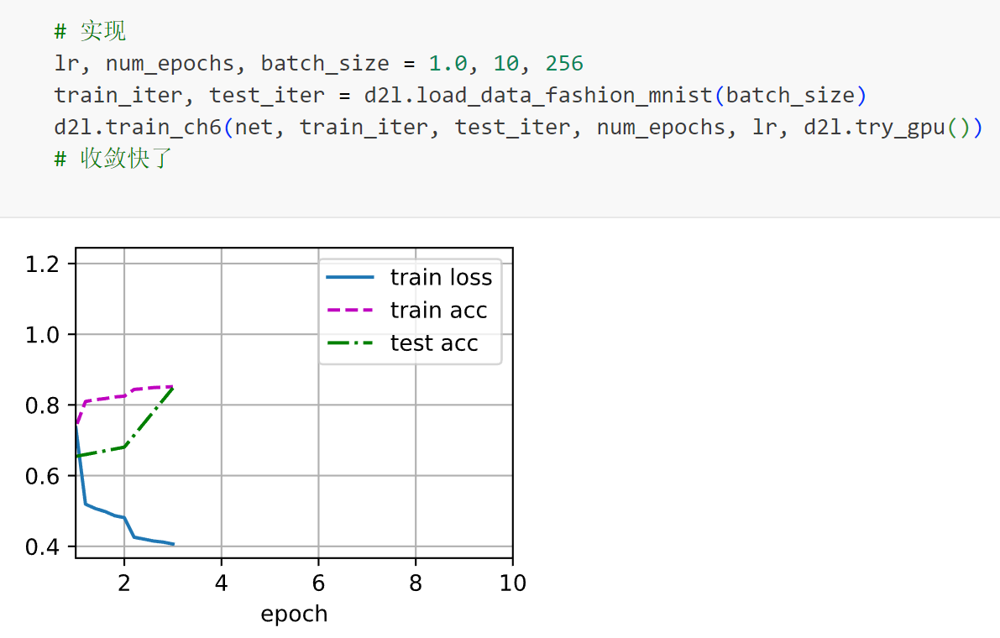 # 实现
lr, num_epochs, batch_size = 1.0, 10, 256
train_iter, test_iter = d2l.load_data_fashion_mnist(batch_size)
d2l.train_ch6(net, train_iter, test_iter, num_epochs, lr, d2l.try_gpu())
# 收敛快了
1.2
1.0
0.8
0.6
0.4
train loss
train acc
test acc
2 4 6 8 10
epoch